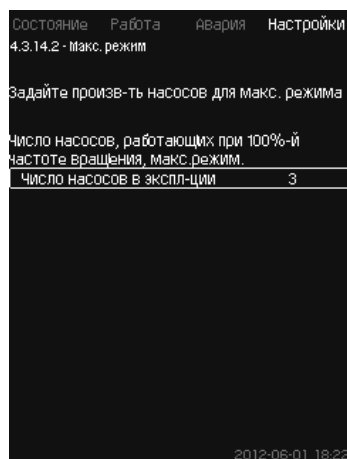 Состояние Работа Авария Настройки
4.3.14.2 - Макс. режим
Задайте произв-ть насосов для макс. режима
Число насосов, работающих при 100%-й
частоте вращения, макс.режим.
Число насосов в экспл-ции 3
2012-06-01 18:22